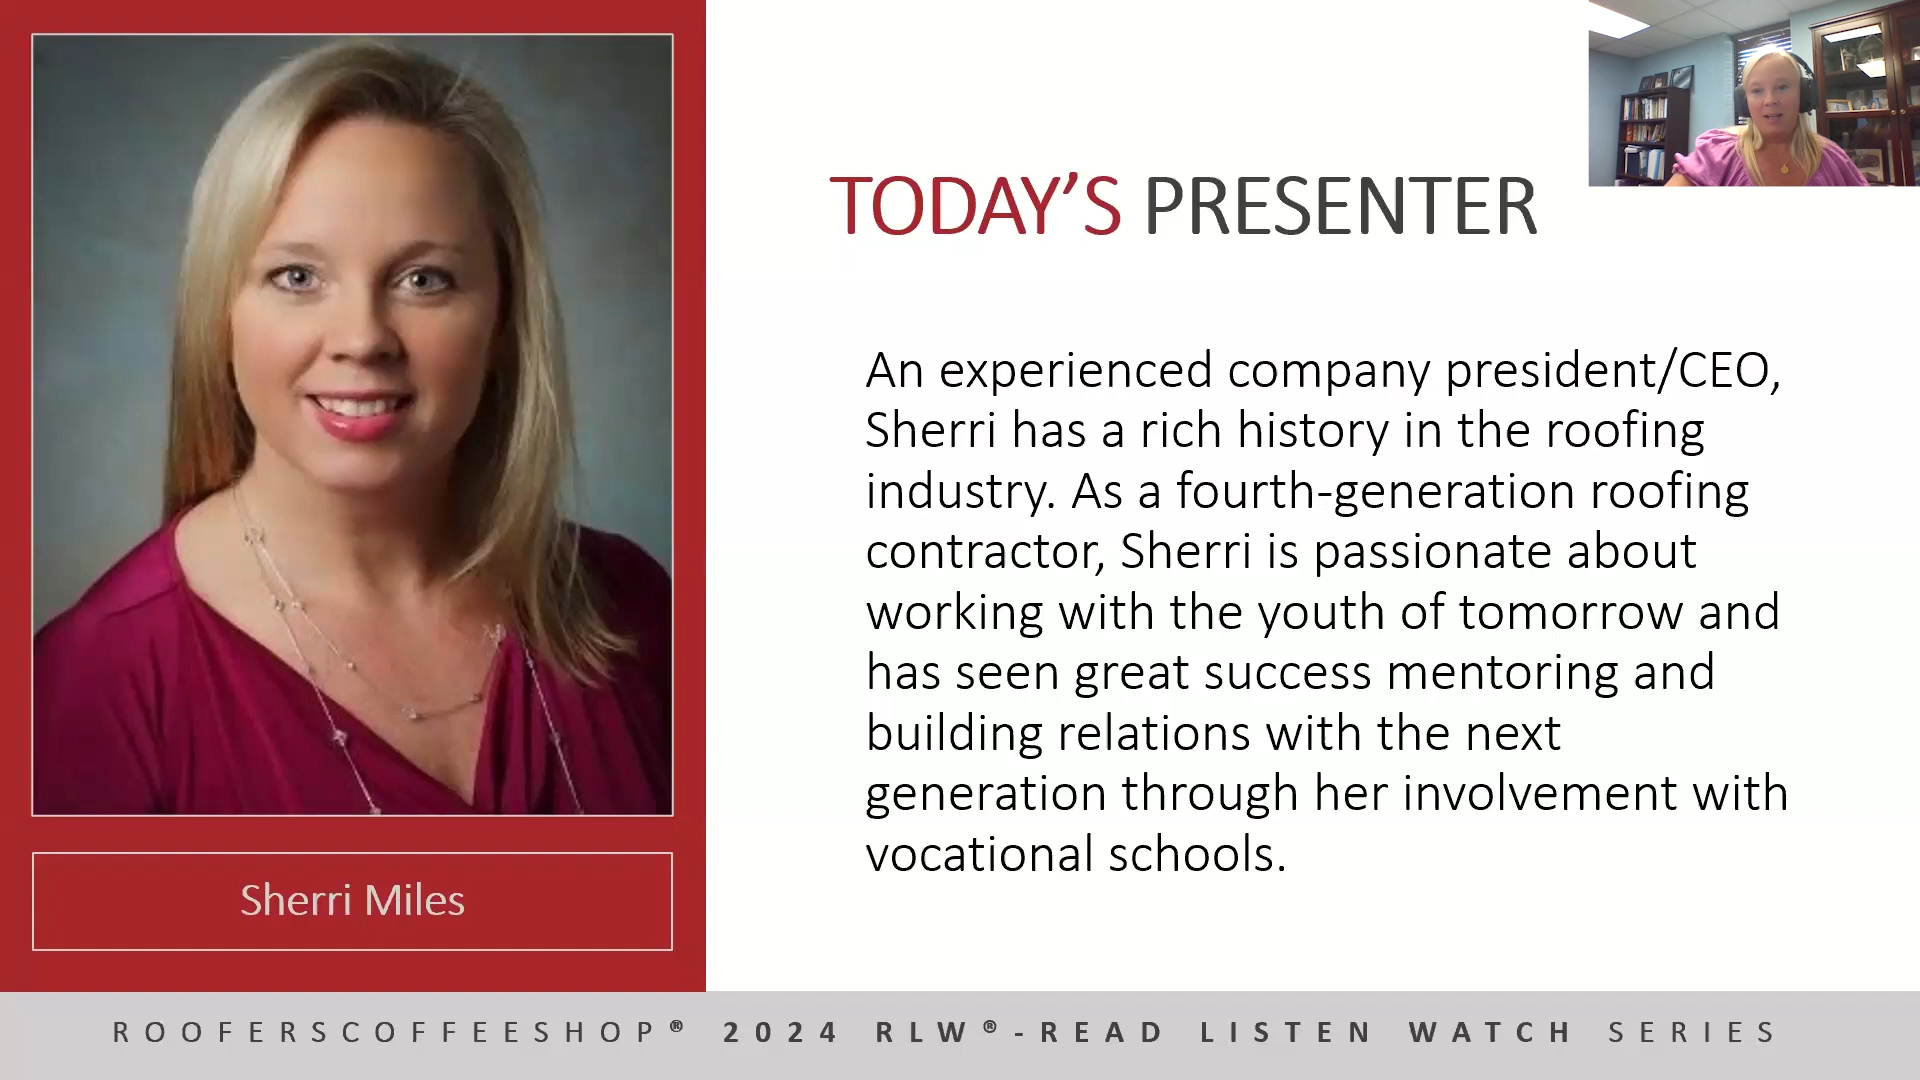 TODAY’S PRESENTER
An experienced company president/CEO,
Sherri has a rich history in the roofing
industry. As a fourth-generation roofing
contractor, Sherri is passionate about
working with the youth of tomorrow and
has seen great success mentoring and
building relations with the next
generation through her involvement with
vocational schools.
Sherri Miles
ROOFERSCOFFEESHOP® 2024 RLW®-READ LISTEN WATCH SERIES